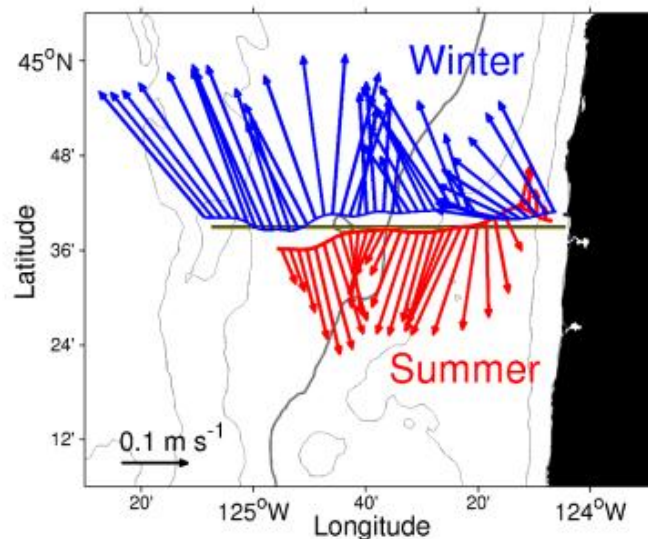 45°N
Winter
48'
36'
Latitude
24'
Summer
12'
0.1 m s⁻¹
20'
125°W
40'
20'
124°W
Longitude